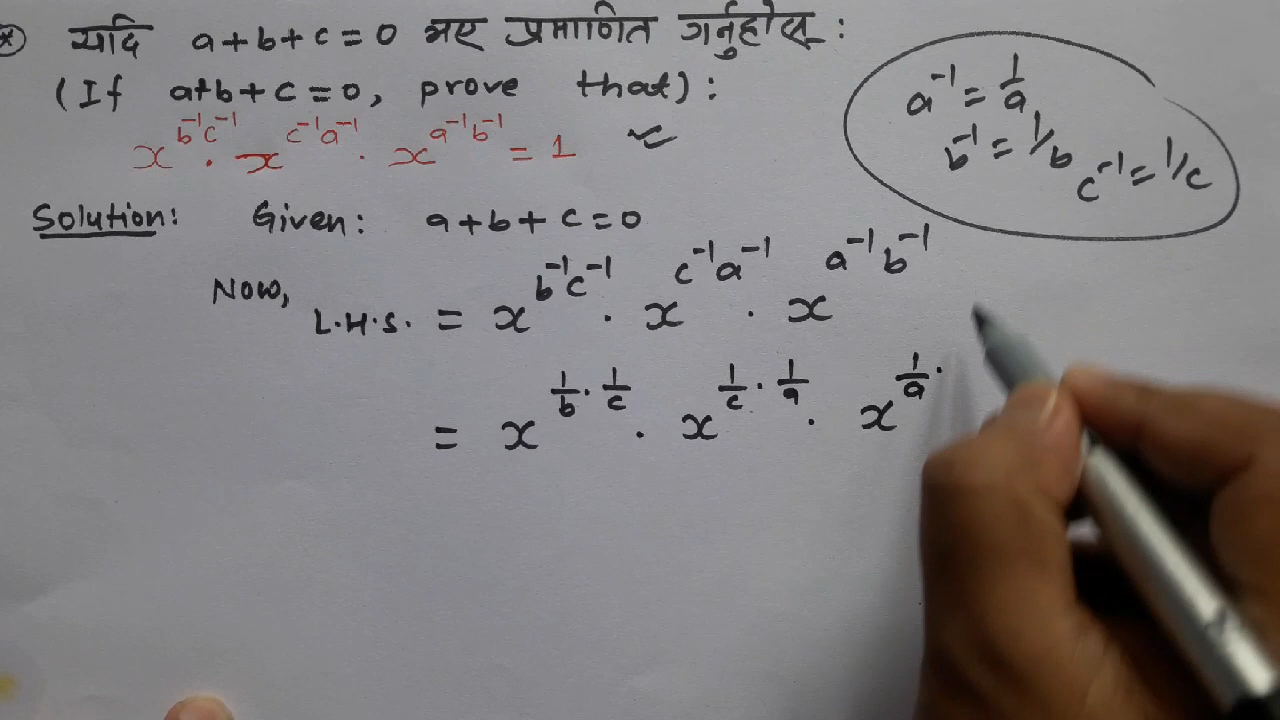 * यदि a+b+c=0 भए प्रमाणित गर्नुहोस् :
(If a+b+c=0, prove that) :
x^{b⁻¹c⁻¹} . x^{c⁻¹a⁻¹} . x^{a⁻¹b⁻¹} = 1
a⁻¹ = 1/a
b⁻¹ = 1/b
c⁻¹ = 1/c
Solution: Given: a+b+c=0
Now,
L.H.S. = x^{b⁻¹c⁻¹} . x^{c⁻¹a⁻¹} . x^{a⁻¹b⁻¹}
= x^{1/b . 1/c} . x^{1/c . 1/a} . x^{1/a .}